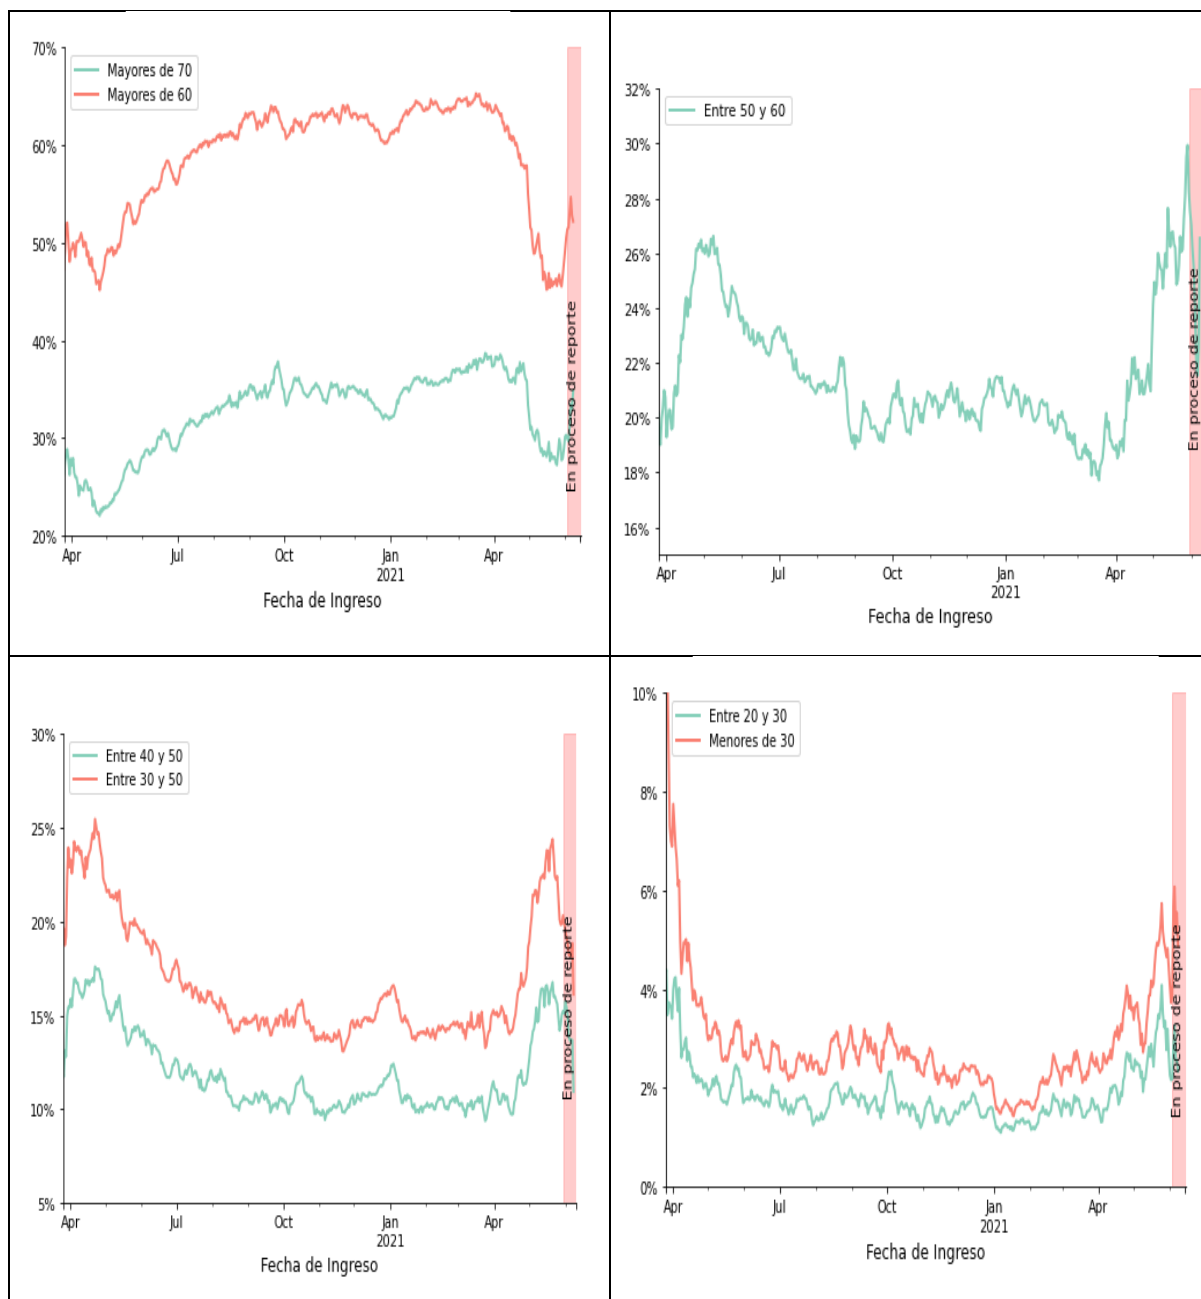 70%
Mayores de 70
Mayores de 60
60%
50%
40%
30%
20%
En proceso de reporte
Apr
Jul
Oct
Jan
2021
Apr
Fecha de Ingreso
32%
Entre 50 y 60
30%
28%
26%
24%
22%
20%
18%
16%
En proceso de reporte
Apr
Jul
Oct
Jan
2021
Apr
Fecha de Ingreso
30%
Entre 40 y 50
Entre 30 y 50
25%
20%
15%
10%
5%
En proceso de reporte
Apr
Jul
Oct
Jan
2021
Apr
Fecha de Ingreso
10%
Entre 20 y 30
Menores de 30
8%
6%
4%
2%
0%
En proceso de reporte
Apr
Jul
Oct
Jan
2021
Apr
Fecha de Ingreso